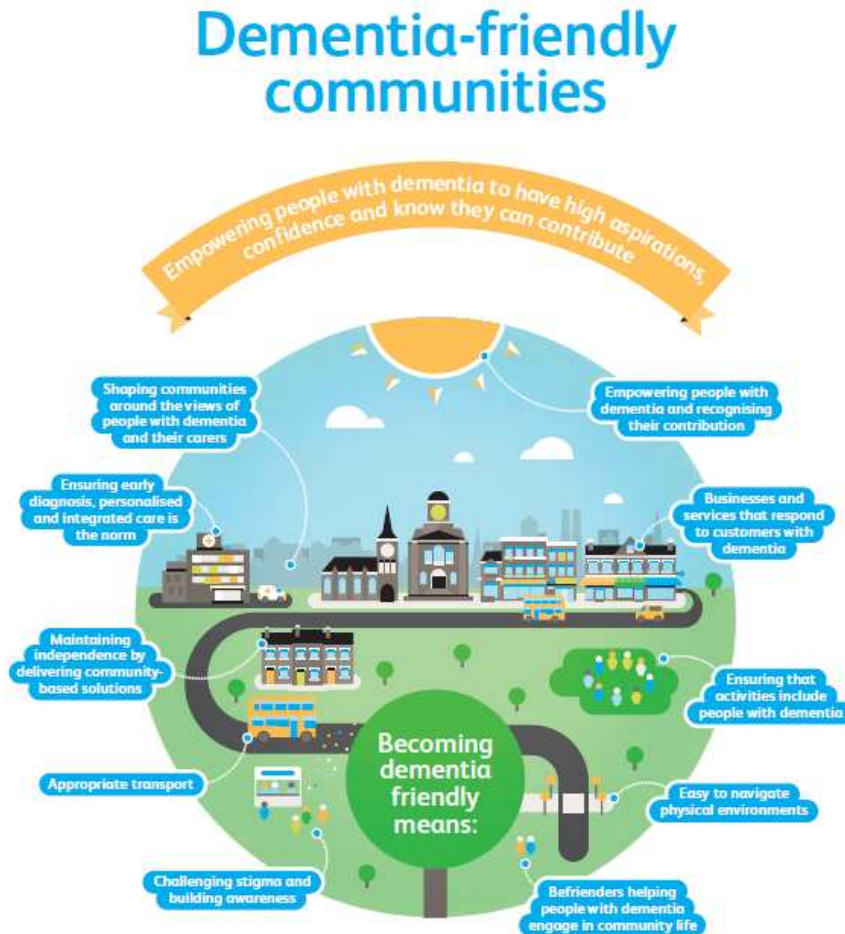 Dementia-friendly
communities
Empowering people with dementia to have high aspirations,
confidence and know they can contribute
Shaping communities
around the views of
people with dementia
and their carers
Empowering people with
dementia and recognising
their contribution
Ensuring early
diagnosis, personalised
and integrated care is
the norm
Businesses and
services that respond
to customers with
dementia
Maintaining
independence by
delivering community-
based solutions
Ensuring that
activities include
people with dementia
Becoming
dementia
friendly
means:
Appropriate transport
Easy to navigate
physical environments
Challenging stigma and
building awareness
Befrienders helping
people with dementia
engage in community life